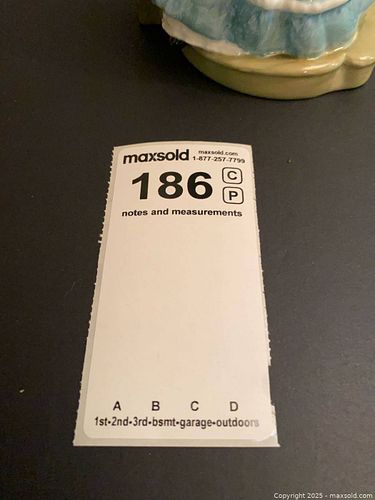 maxsold maxsold.com
1-877-257-7799
186 C
P
notes and measurements
A B C D
1st-2nd-3rd-bsmt-garage-outdoors
Copyright © 2025 - maxsold.com